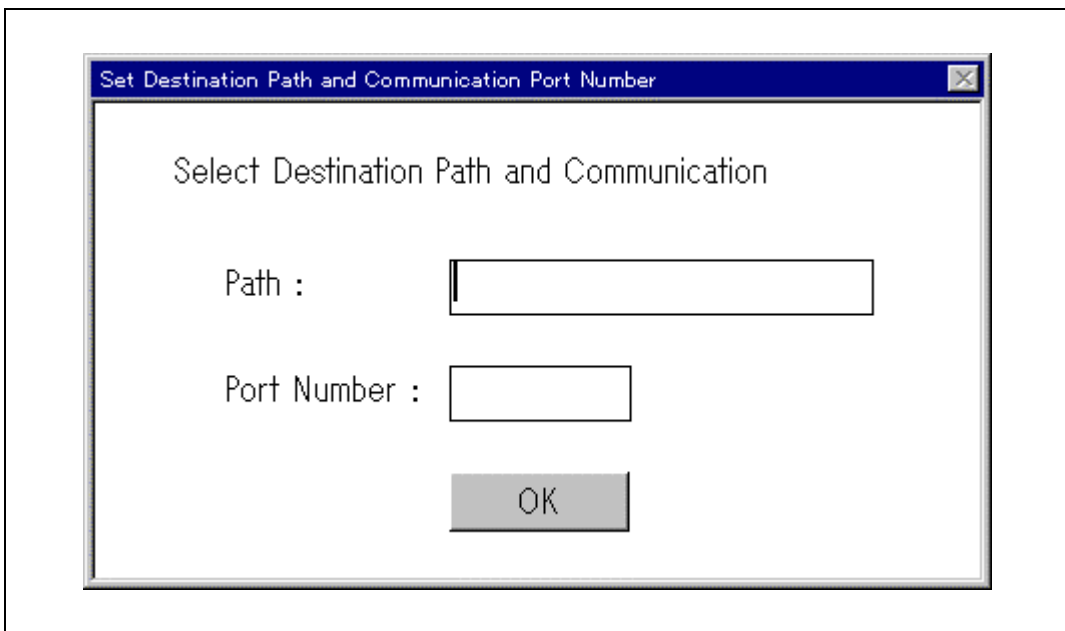 Set Destination Path and Communication Port Number
Select Destination Path and Communication
Path :
Port Number :
OK